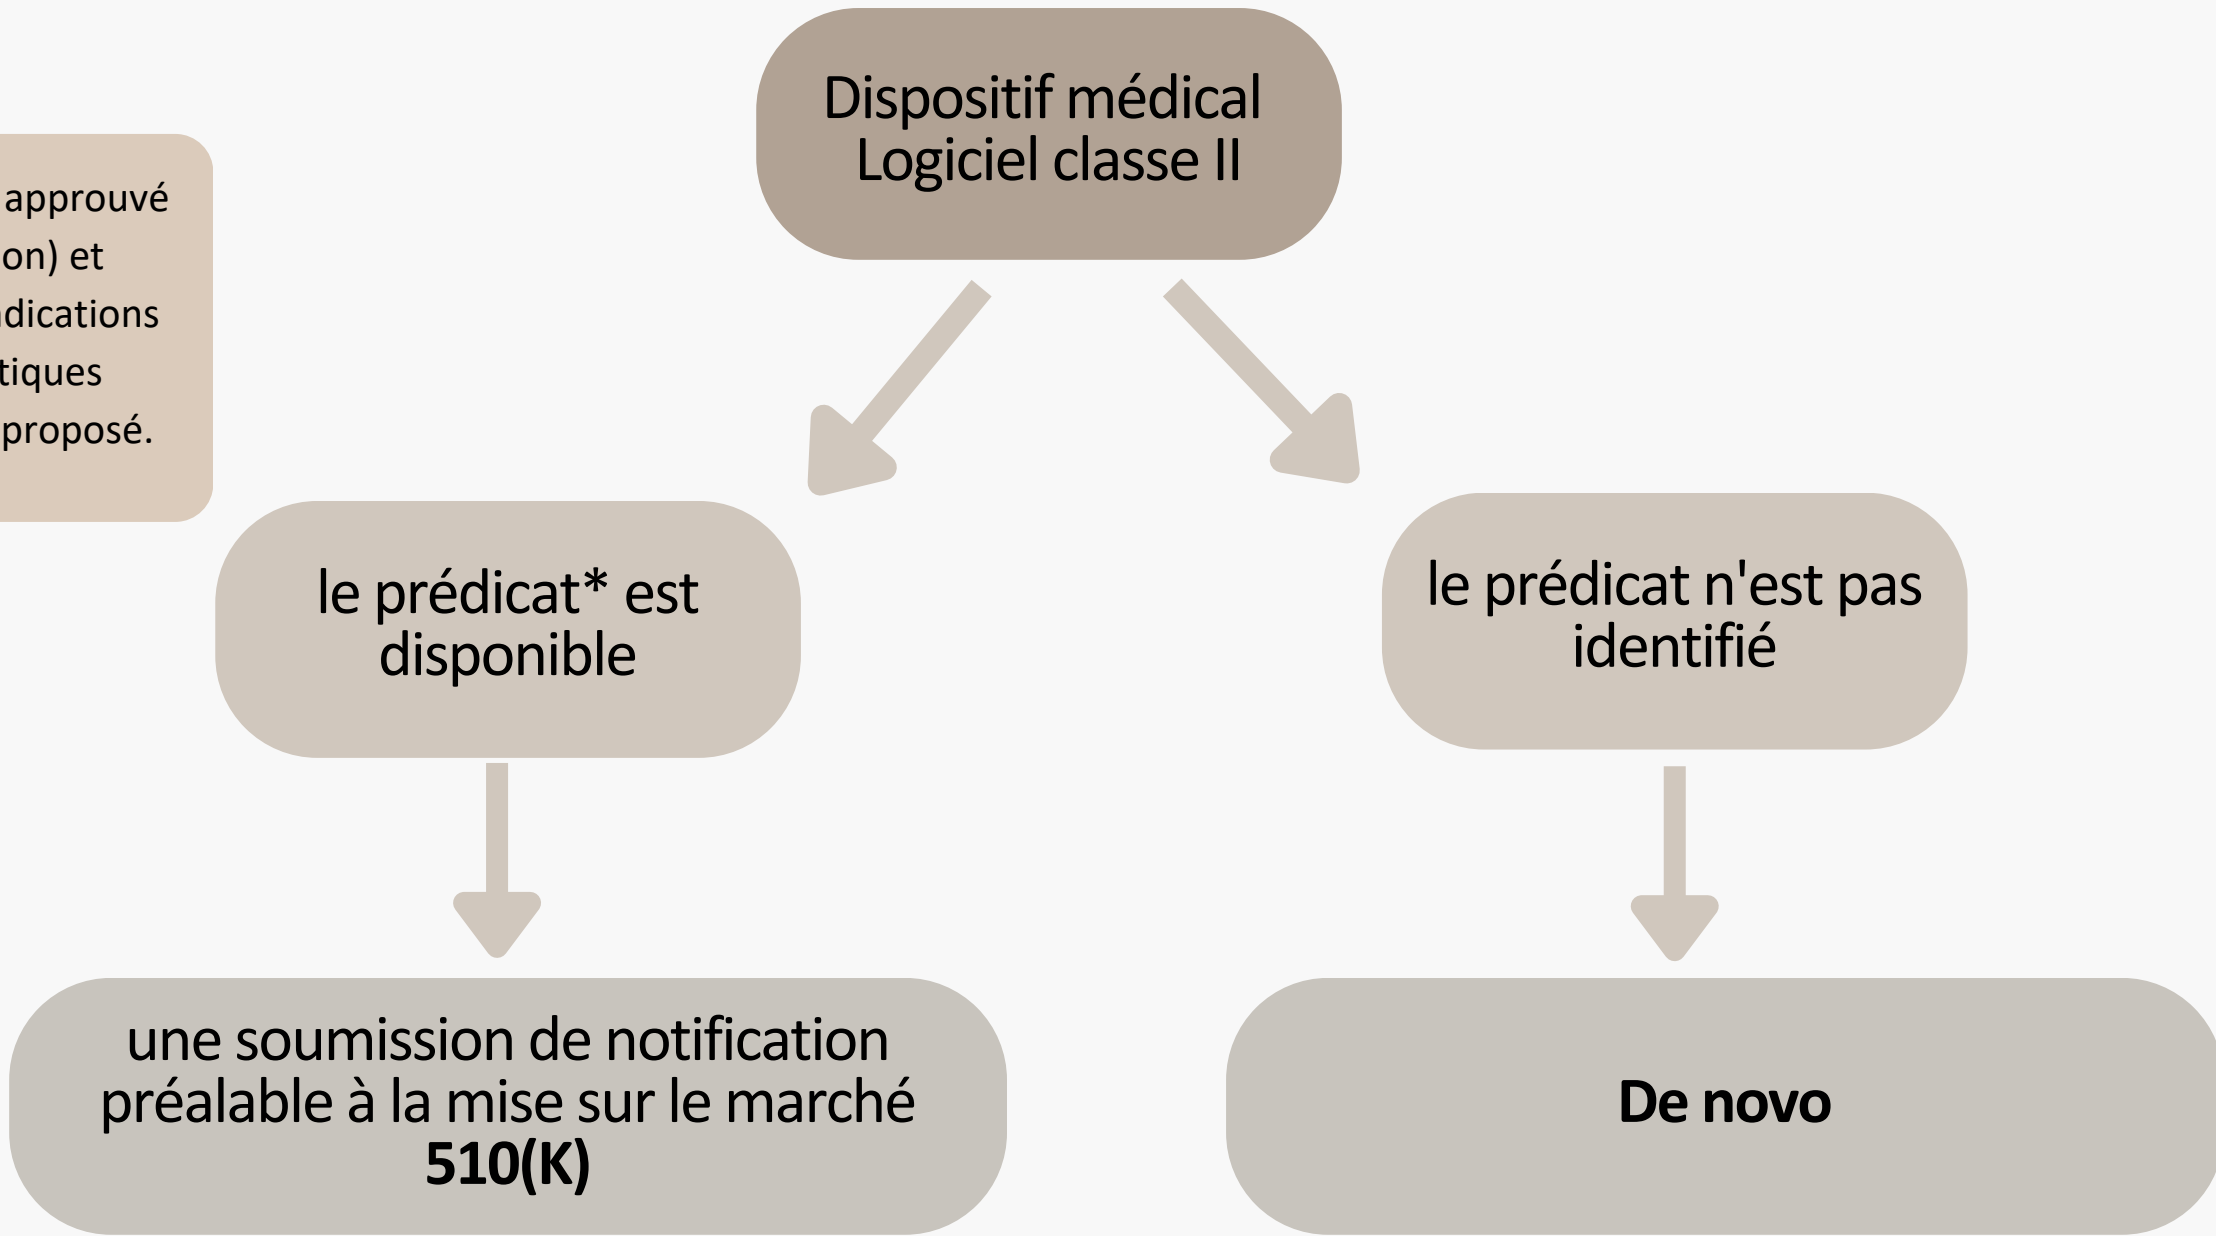 Dispositif médical
Logiciel classe II
approuvé
on) et
dications
tiques
proposé.
le prédicat* est
disponible
le prédicat n'est pas
identifié
une soumission de notification
préalable à la mise sur le marché
510(K)
De novo